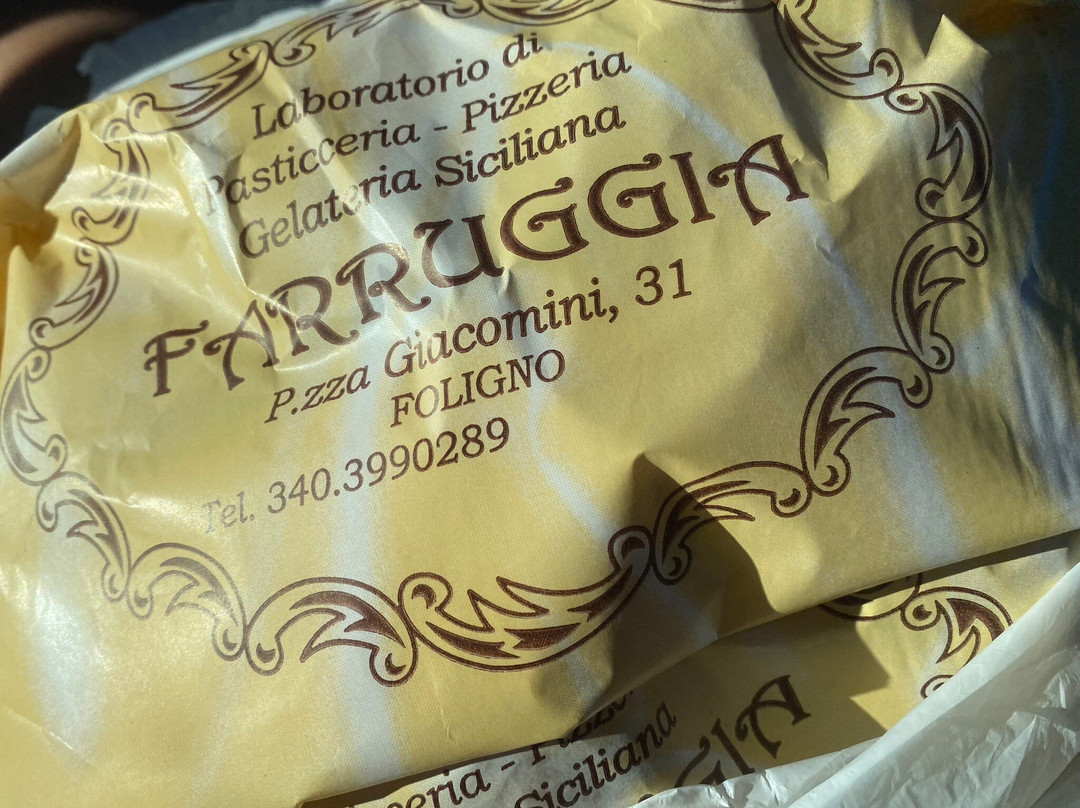 Laboratorio di
Pasticceria - Pizzeria
Gelateria Siciliana
FARRUGGIA
P.zza Giacomini, 31
FOLIGNO
Tel. 340.3990289
Siciliana